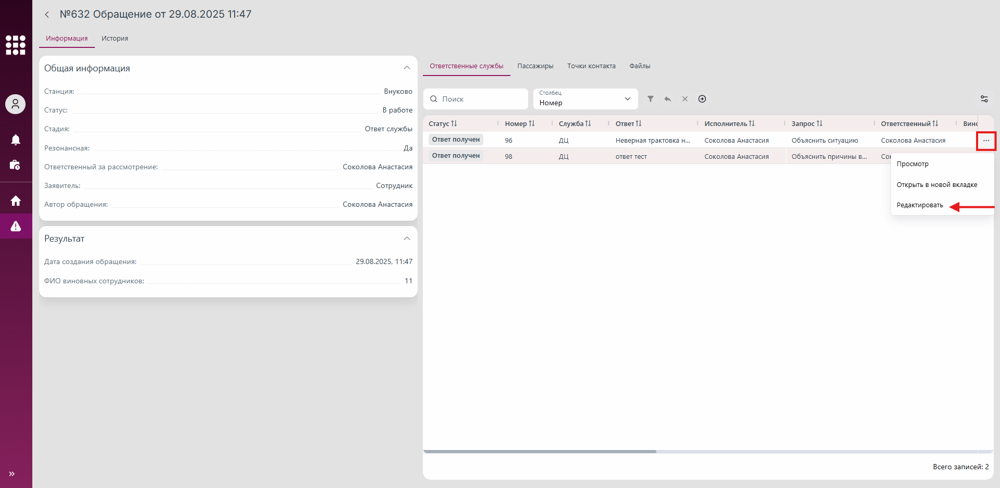 №632 Обращение от 29.08.2025 11:47
Информация История
Общая информация
Станция: Внуково
Статус: В работе
Стадия: Ответ службы
Резонансная: Да
Ответственный за рассмотрение: Соколова Анастасия
Заявитель: Сотрудник
Автор обращения: Соколова Анастасия
Результат
Дата создания обращения: 29.08.2025, 11:47
ФИО виновных сотрудников: 11
Ответственные службы Пассажиры Точки контакта Файлы
Поиск
Столбец
Номер
Статус Номер Служба Ответ Исполнитель Запрос Ответственный Вино
Ответ получен 96 ДЦ Неверная трактовка н... Соколова Анастасия Объяснить ситуацию Соколова Анастасия ...
Ответ получен 98 ДЦ ответ тест Соколова Анастасия Объяснить причины в... Сок
Просмотр
Открыть в новой вкладке
Редактировать
Всего записей: 2